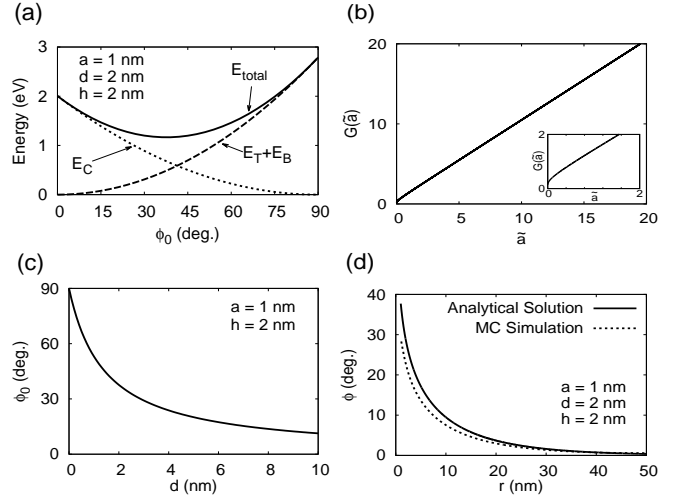 (a)
Energy (eV)
3
2
1
0
a = 1 nm
d = 2 nm
h = 2 nm
E_total
E_C
E_T+E_B
0 15 30 45 60 75 90
ϕ_0 (deg.)
(b)
G(ã)
20
10
0
0 5 10 15 20
ã
G(ã)
2
1
0
0 1 2
ã
(c)
ϕ_0 (deg.)
90
60
30
0
a = 1 nm
h = 2 nm
0 2 4 6 8 10
d (nm)
(d)
ϕ (deg.)
40
30
20
10
0
Analytical Solution
MC Simulation
a = 1 nm
d = 2 nm
h = 2 nm
0 10 20 30 40 50
r (nm)